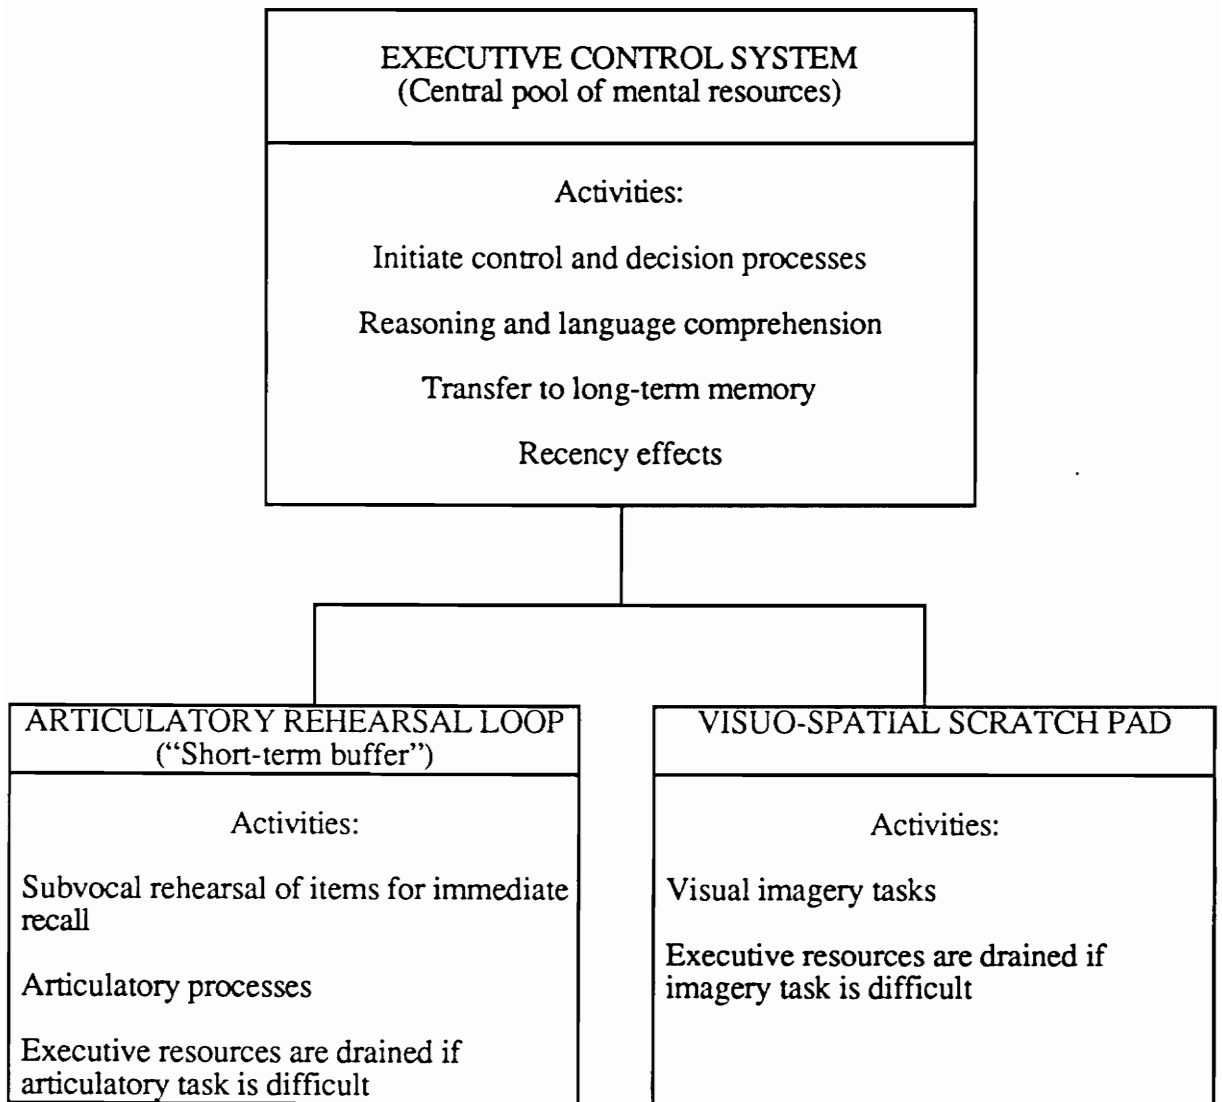 EXECUTIVE CONTROL SYSTEM
(Central pool of mental resources)
Activities:
Initiate control and decision processes
Reasoning and language comprehension
Transfer to long-term memory
Recency effects
ARTICULATORY REHEARSAL LOOP
(“Short-term buffer”)
Activities:
Subvocal rehearsal of items for immediate
recall
Articulatory processes
Executive resources are drained if
articulatory task is difficult
VISUO-SPATIAL SCRATCH PAD
Activities:
Visual imagery tasks
Executive resources are drained if
imagery task is difficult